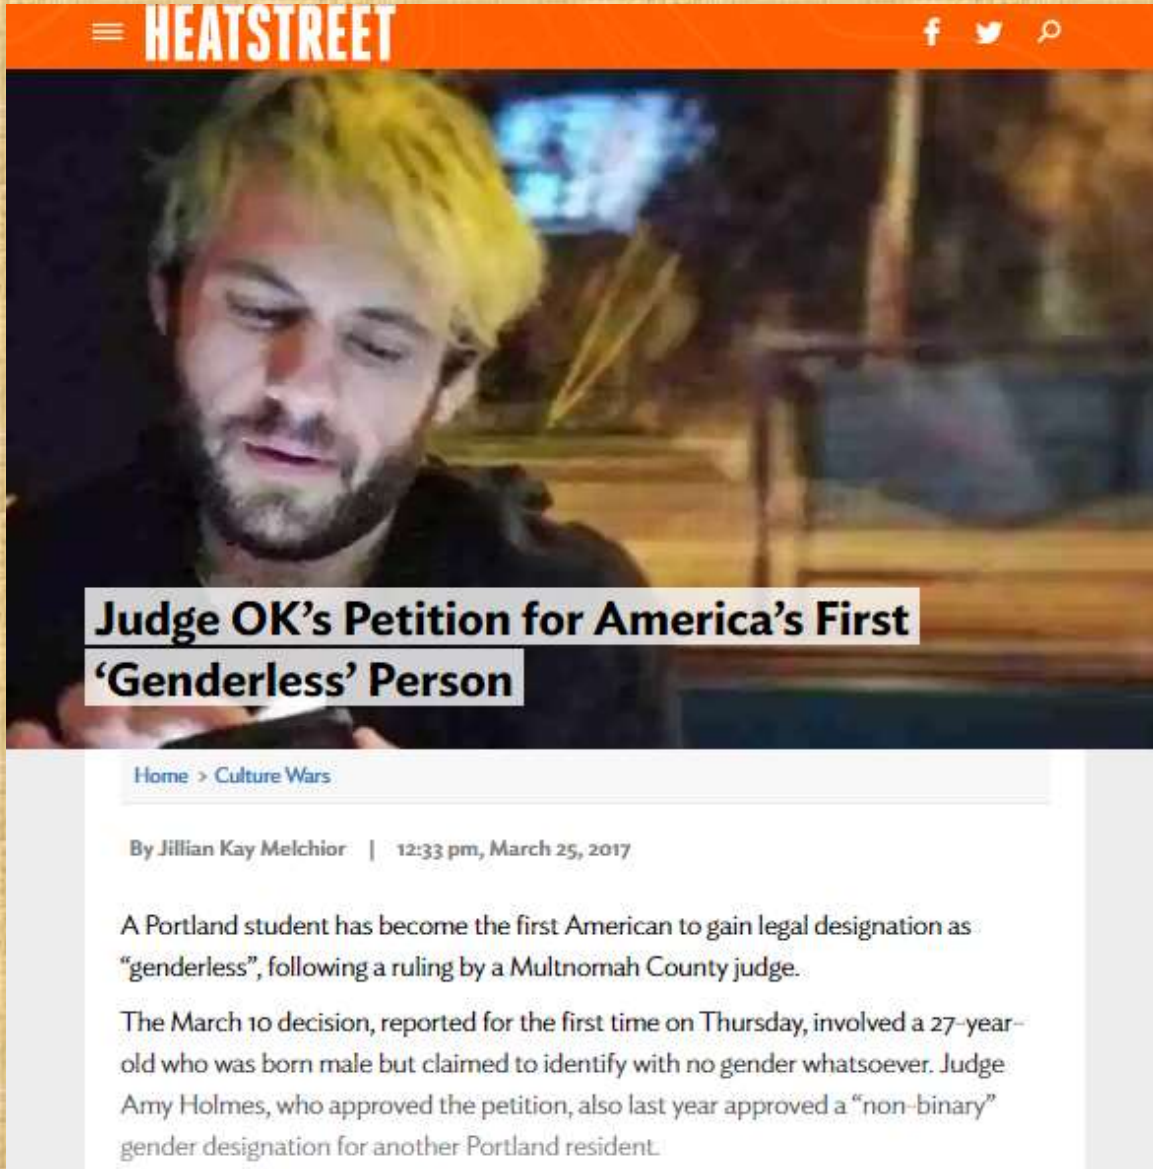 HEATSTREET
Judge OK’s Petition for America’s First
‘Genderless’ Person
Home > Culture Wars
By Jillian Kay Melchior | 12:33 pm, March 25, 2017
A Portland student has become the first American to gain legal designation as
“genderless”, following a ruling by a Multnomah County judge.
The March 10 decision, reported for the first time on Thursday, involved a 27-year-
old who was born male but claimed to identify with no gender whatsoever. Judge
Amy Holmes, who approved the petition, also last year approved a “non-binary”
gender designation for another Portland resident.